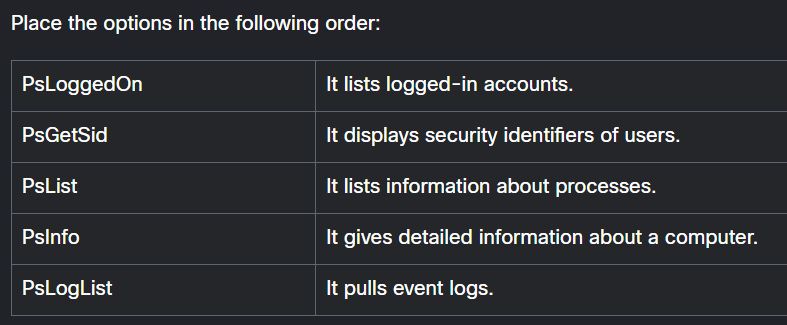 Place the options in the following order:
PsLoggedOn It lists logged-in accounts.
PsGetSid It displays security identifiers of users.
PsList It lists information about processes.
PsInfo It gives detailed information about a computer.
PsLogList It pulls event logs.